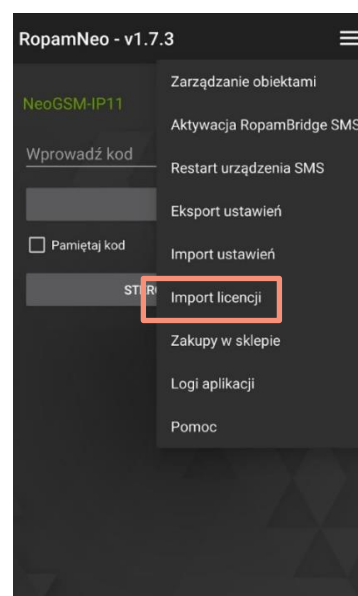 RopamNeo - v1.7.3
NeoGSM-IP11
Wprowadź kod
Pamiętaj kod
Zarządzanie obiektami
Aktywacja RopamBridge SMS
Restart urządzenia SMS
Eksport ustawień
Import ustawień
Import licencji
Zakupy w sklepie
Logi aplikacji
Pomoc